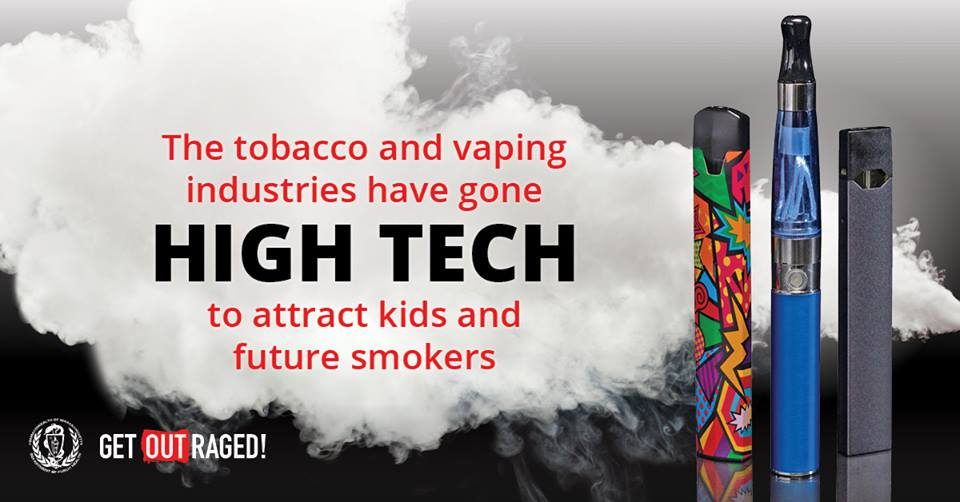 The tobacco and vaping
industries have gone
HIGH TECH
to attract kids and
future smokers
GET OUTRAGED!